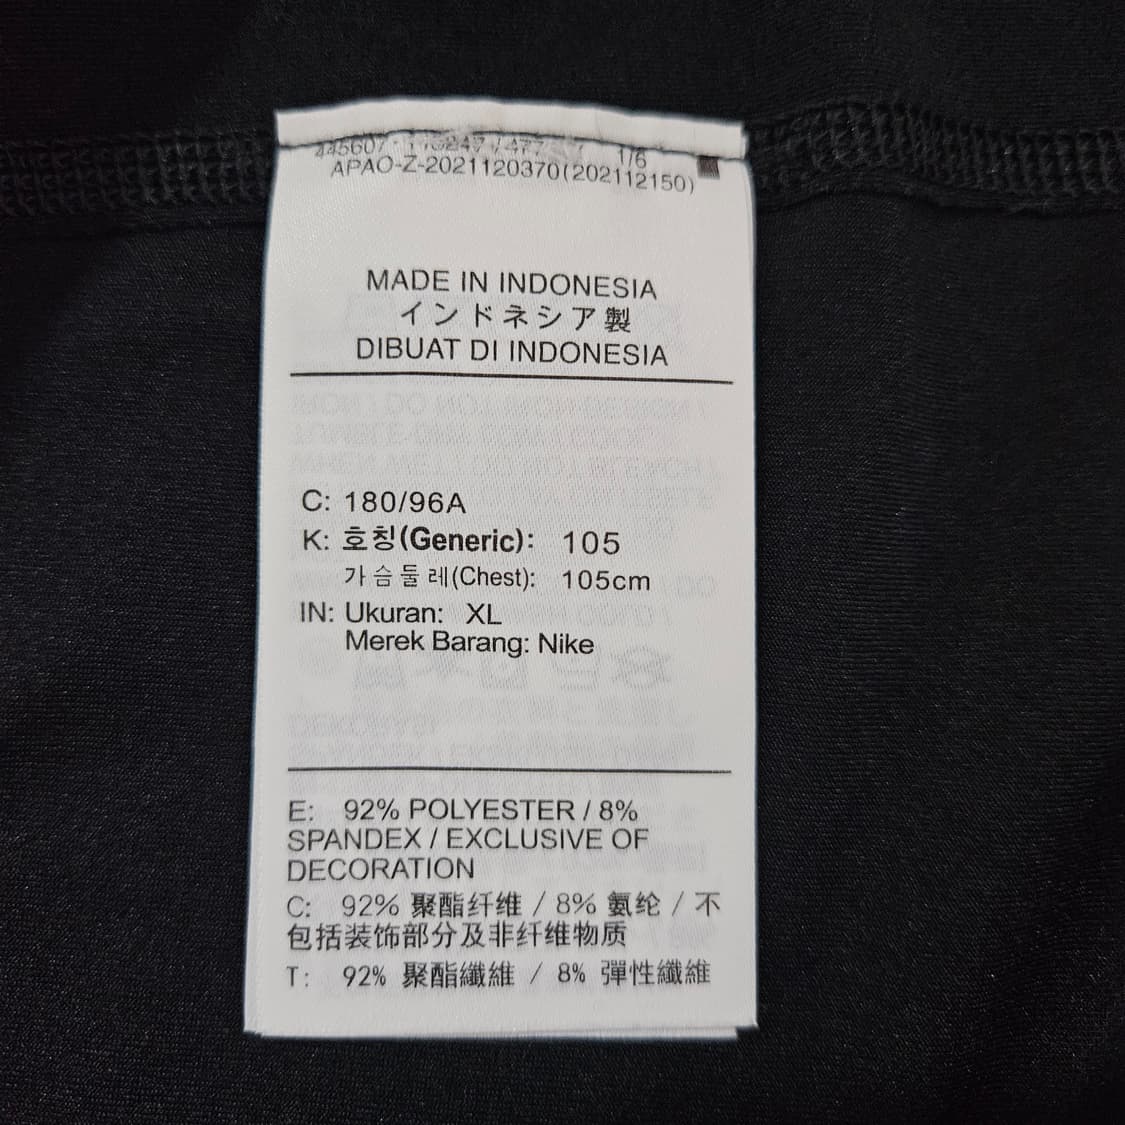 445607
1/6
APAO-Z-2021120370(202112150)
MADE IN INDONESIA
インドネシア製
DIBUAT DI INDONESIA
C: 180/96A
K: 호칭(Generic): 105
가슴둘레(Chest): 105cm
IN: Ukuran: XL
Merek Barang: Nike
E: 92% POLYESTER / 8%
SPANDEX / EXCLUSIVE OF
DECORATION
C: 92% 聚酯纤维 / 8% 氨纶 / 不
包括装饰部分及非纤维物质
T: 92% 聚酯纖維 / 8% 彈性纖維